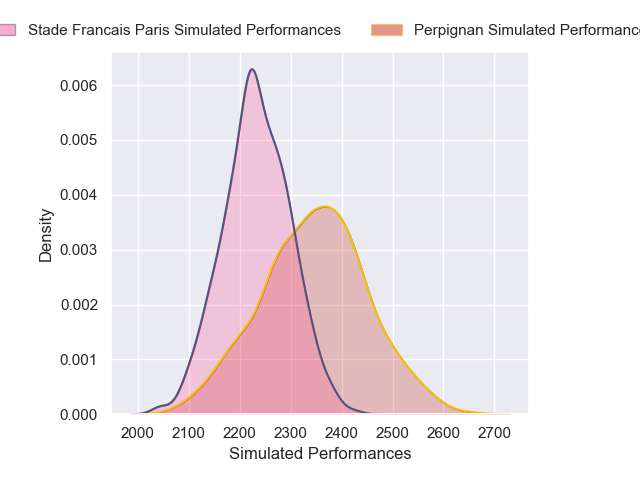 Stade Francais Paris Simulated Performances
Perpignan Simulated Performance
0.006
0.005
0.004
0.003
0.002
0.001
0.000
Density
2000 2100 2200 2300 2400 2500 2600 2700
Simulated Performances